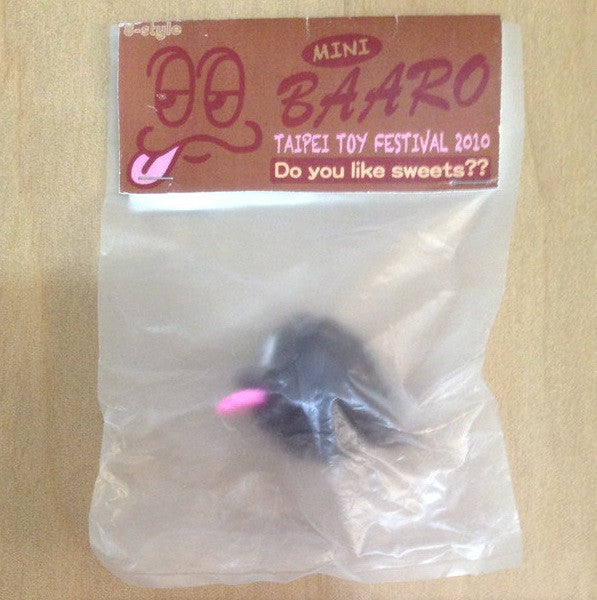 MINI
BAARO
TAIPEI TOY FESTIVAL 2010
Do you like sweets??